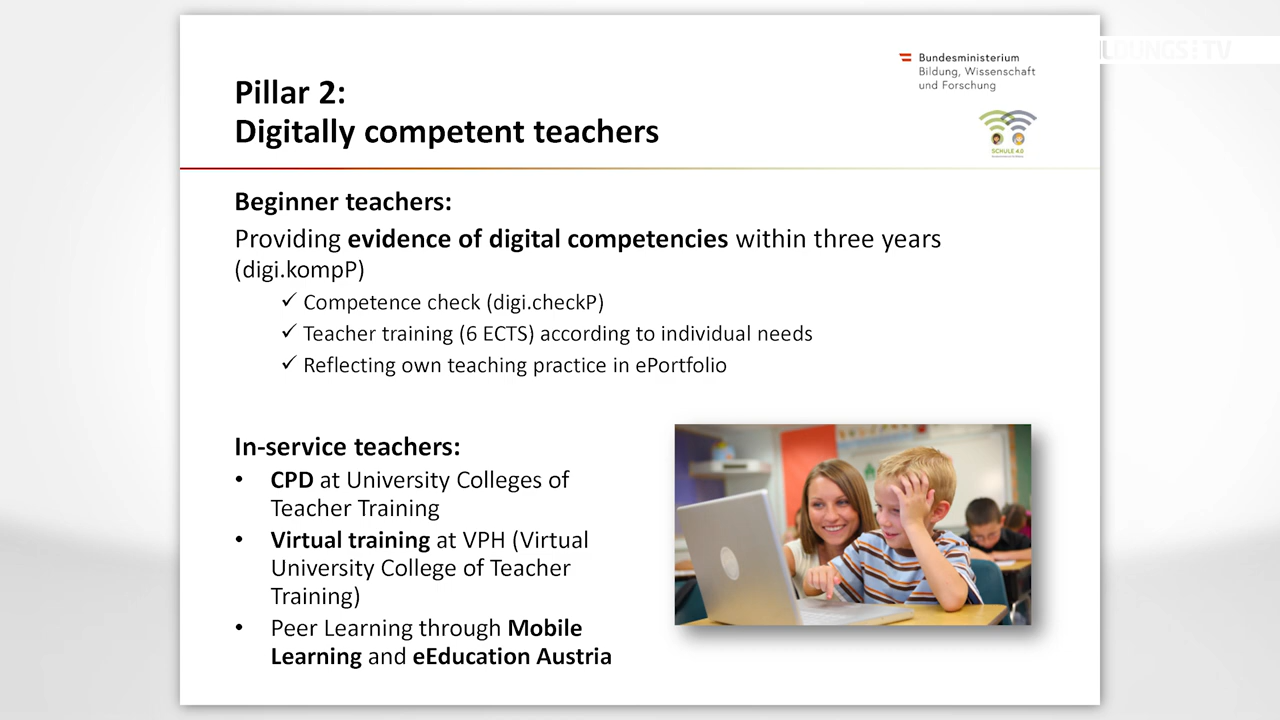 Pillar 2:
Digitally competent teachers
Bundesministerium
Bildung, Wissenschaft
und Forschung
SCHULE 4.0
Beginner teachers:
Providing evidence of digital competencies within three years
(digi.kompP)
✓ Competence check (digi.checkP)
✓ Teacher training (6 ECTS) according to individual needs
✓ Reflecting own teaching practice in ePortfolio
In-service teachers:
• CPD at University Colleges of
Teacher Training
• Virtual training at VPH (Virtual
University College of Teacher
Training)
• Peer Learning through Mobile
Learning and eEducation Austria